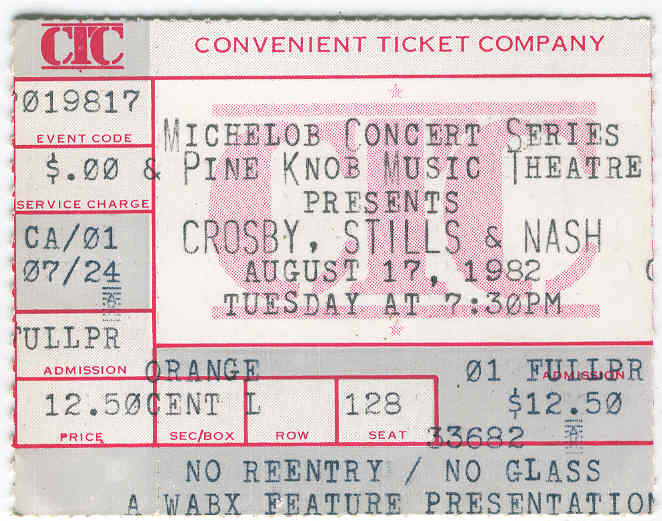 CTC CONVENIENT TICKET COMPANY
019817
EVENT CODE
$.00
SERVICE CHARGE
CA/01
07/24
FULLPR
ADMISSION
12.50
PRICE
MICHELOB CONCERT SERIES
& PINE KNOB MUSIC THEATRE
PRESENTS
CROSBY, STILLS & NASH
AUGUST 17, 1982
TUESDAY AT 7:30PM
CTC
ORANGE 01 FULLPR
ADMISSION
CENT L 128 $12.50
SEC/BOX ROW SEAT
33682
NO REENTRY / NO GLASS
A WABX FEATURE PRESENTATION